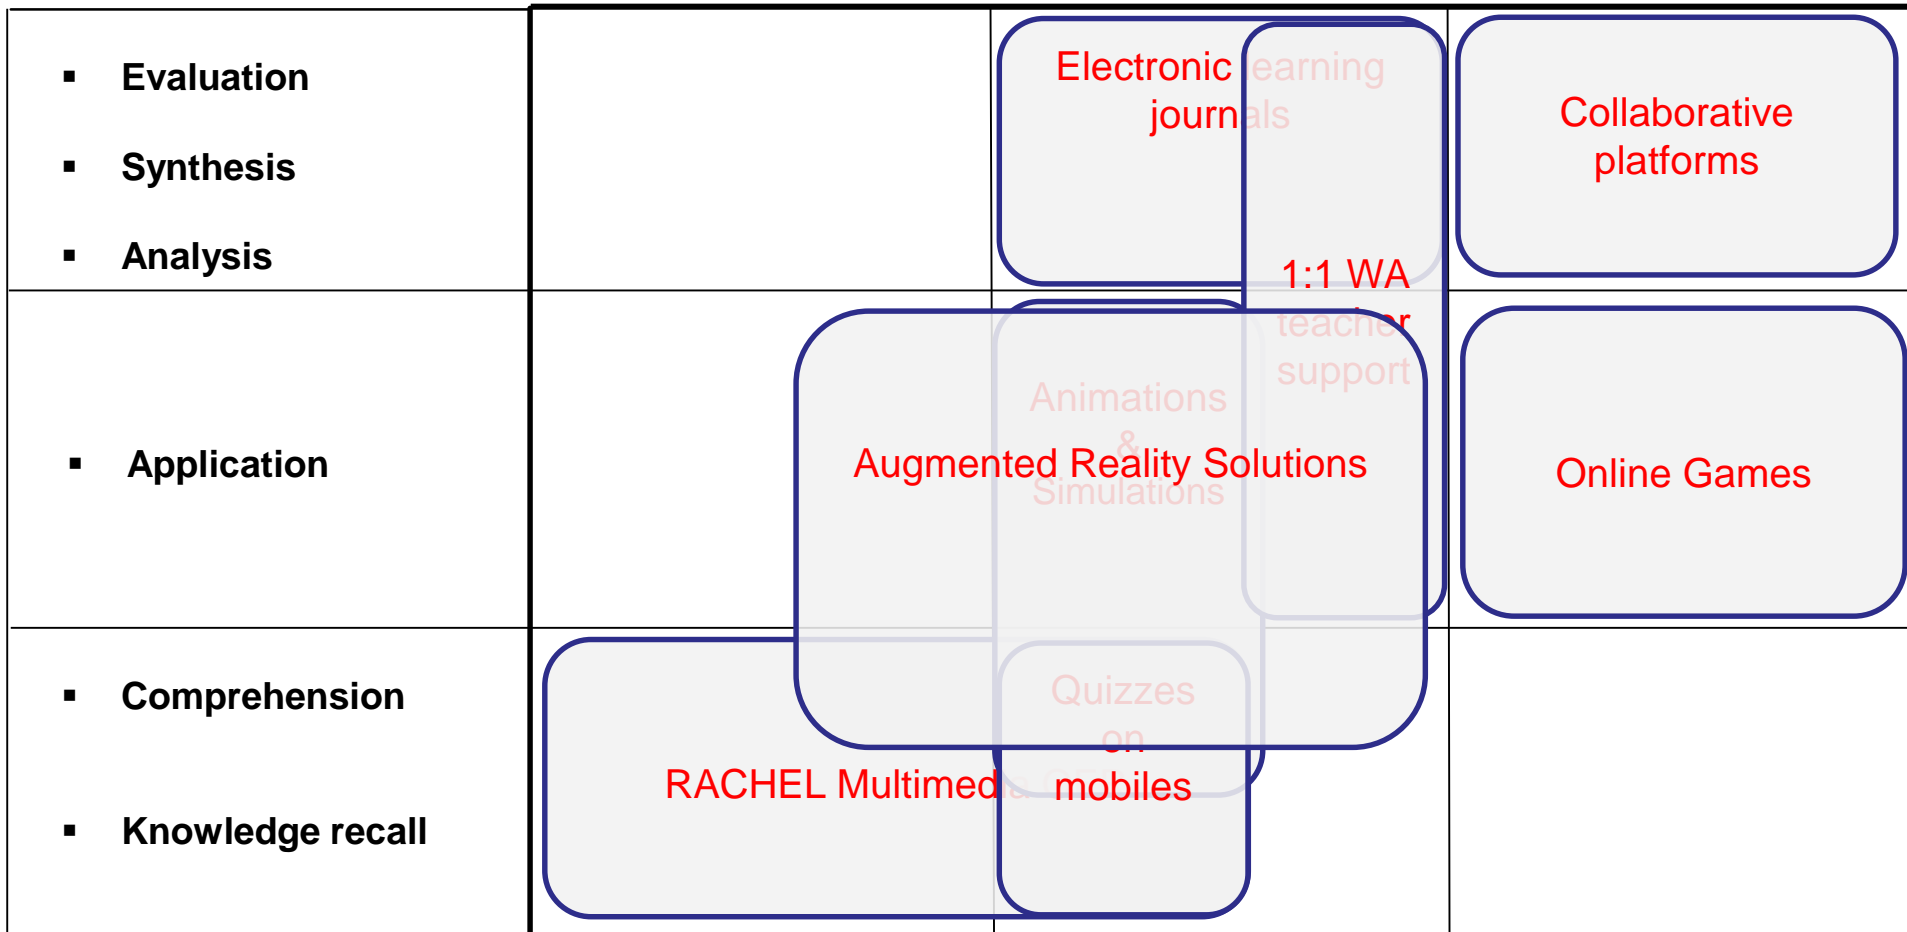 Evaluation
Synthesis
Analysis
Electronic learning
journals
Collaborative
platforms
1:1 WA
teacher
support
Application
Animations
&
Simulations
Augmented Reality Solutions
Online Games
Comprehension
Knowledge recall
RACHEL Multimedia
Quizzes
on
mobiles